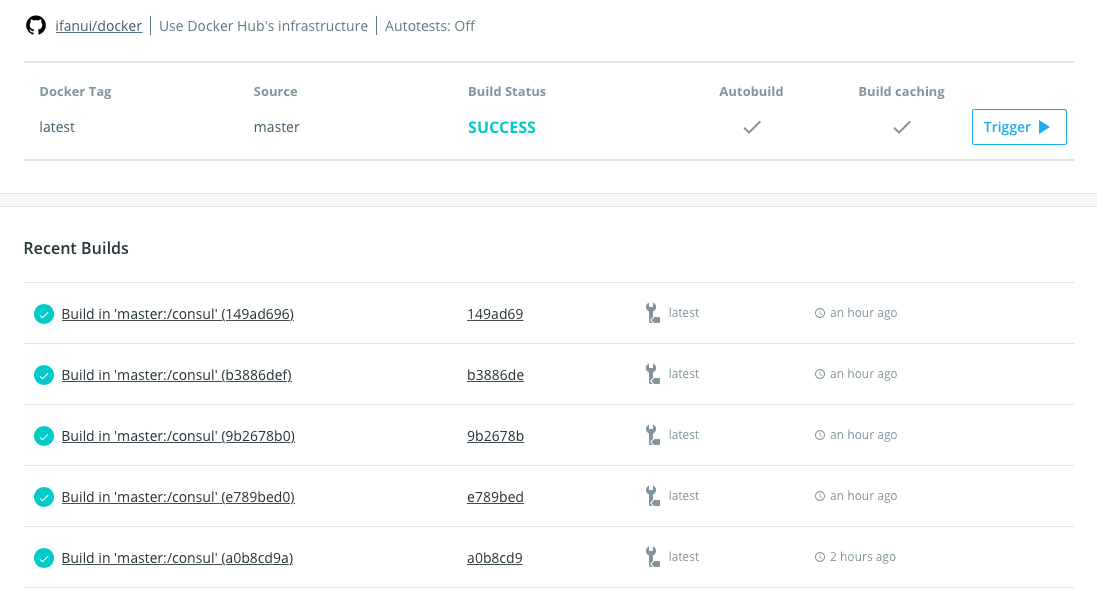 ifanui/docker Use Docker Hub's infrastructure Autotests: Off
Docker Tag Source Build Status Autobuild Build caching
latest master SUCCESS Trigger
Recent Builds
Build in 'master:/consul' (149ad696) 149ad69 latest an hour ago
Build in 'master:/consul' (b3886def) b3886de latest an hour ago
Build in 'master:/consul' (9b2678b0) 9b2678b latest an hour ago
Build in 'master:/consul' (e789bed0) e789bed latest an hour ago
Build in 'master:/consul' (a0b8cd9a) a0b8cd9 latest 2 hours ago